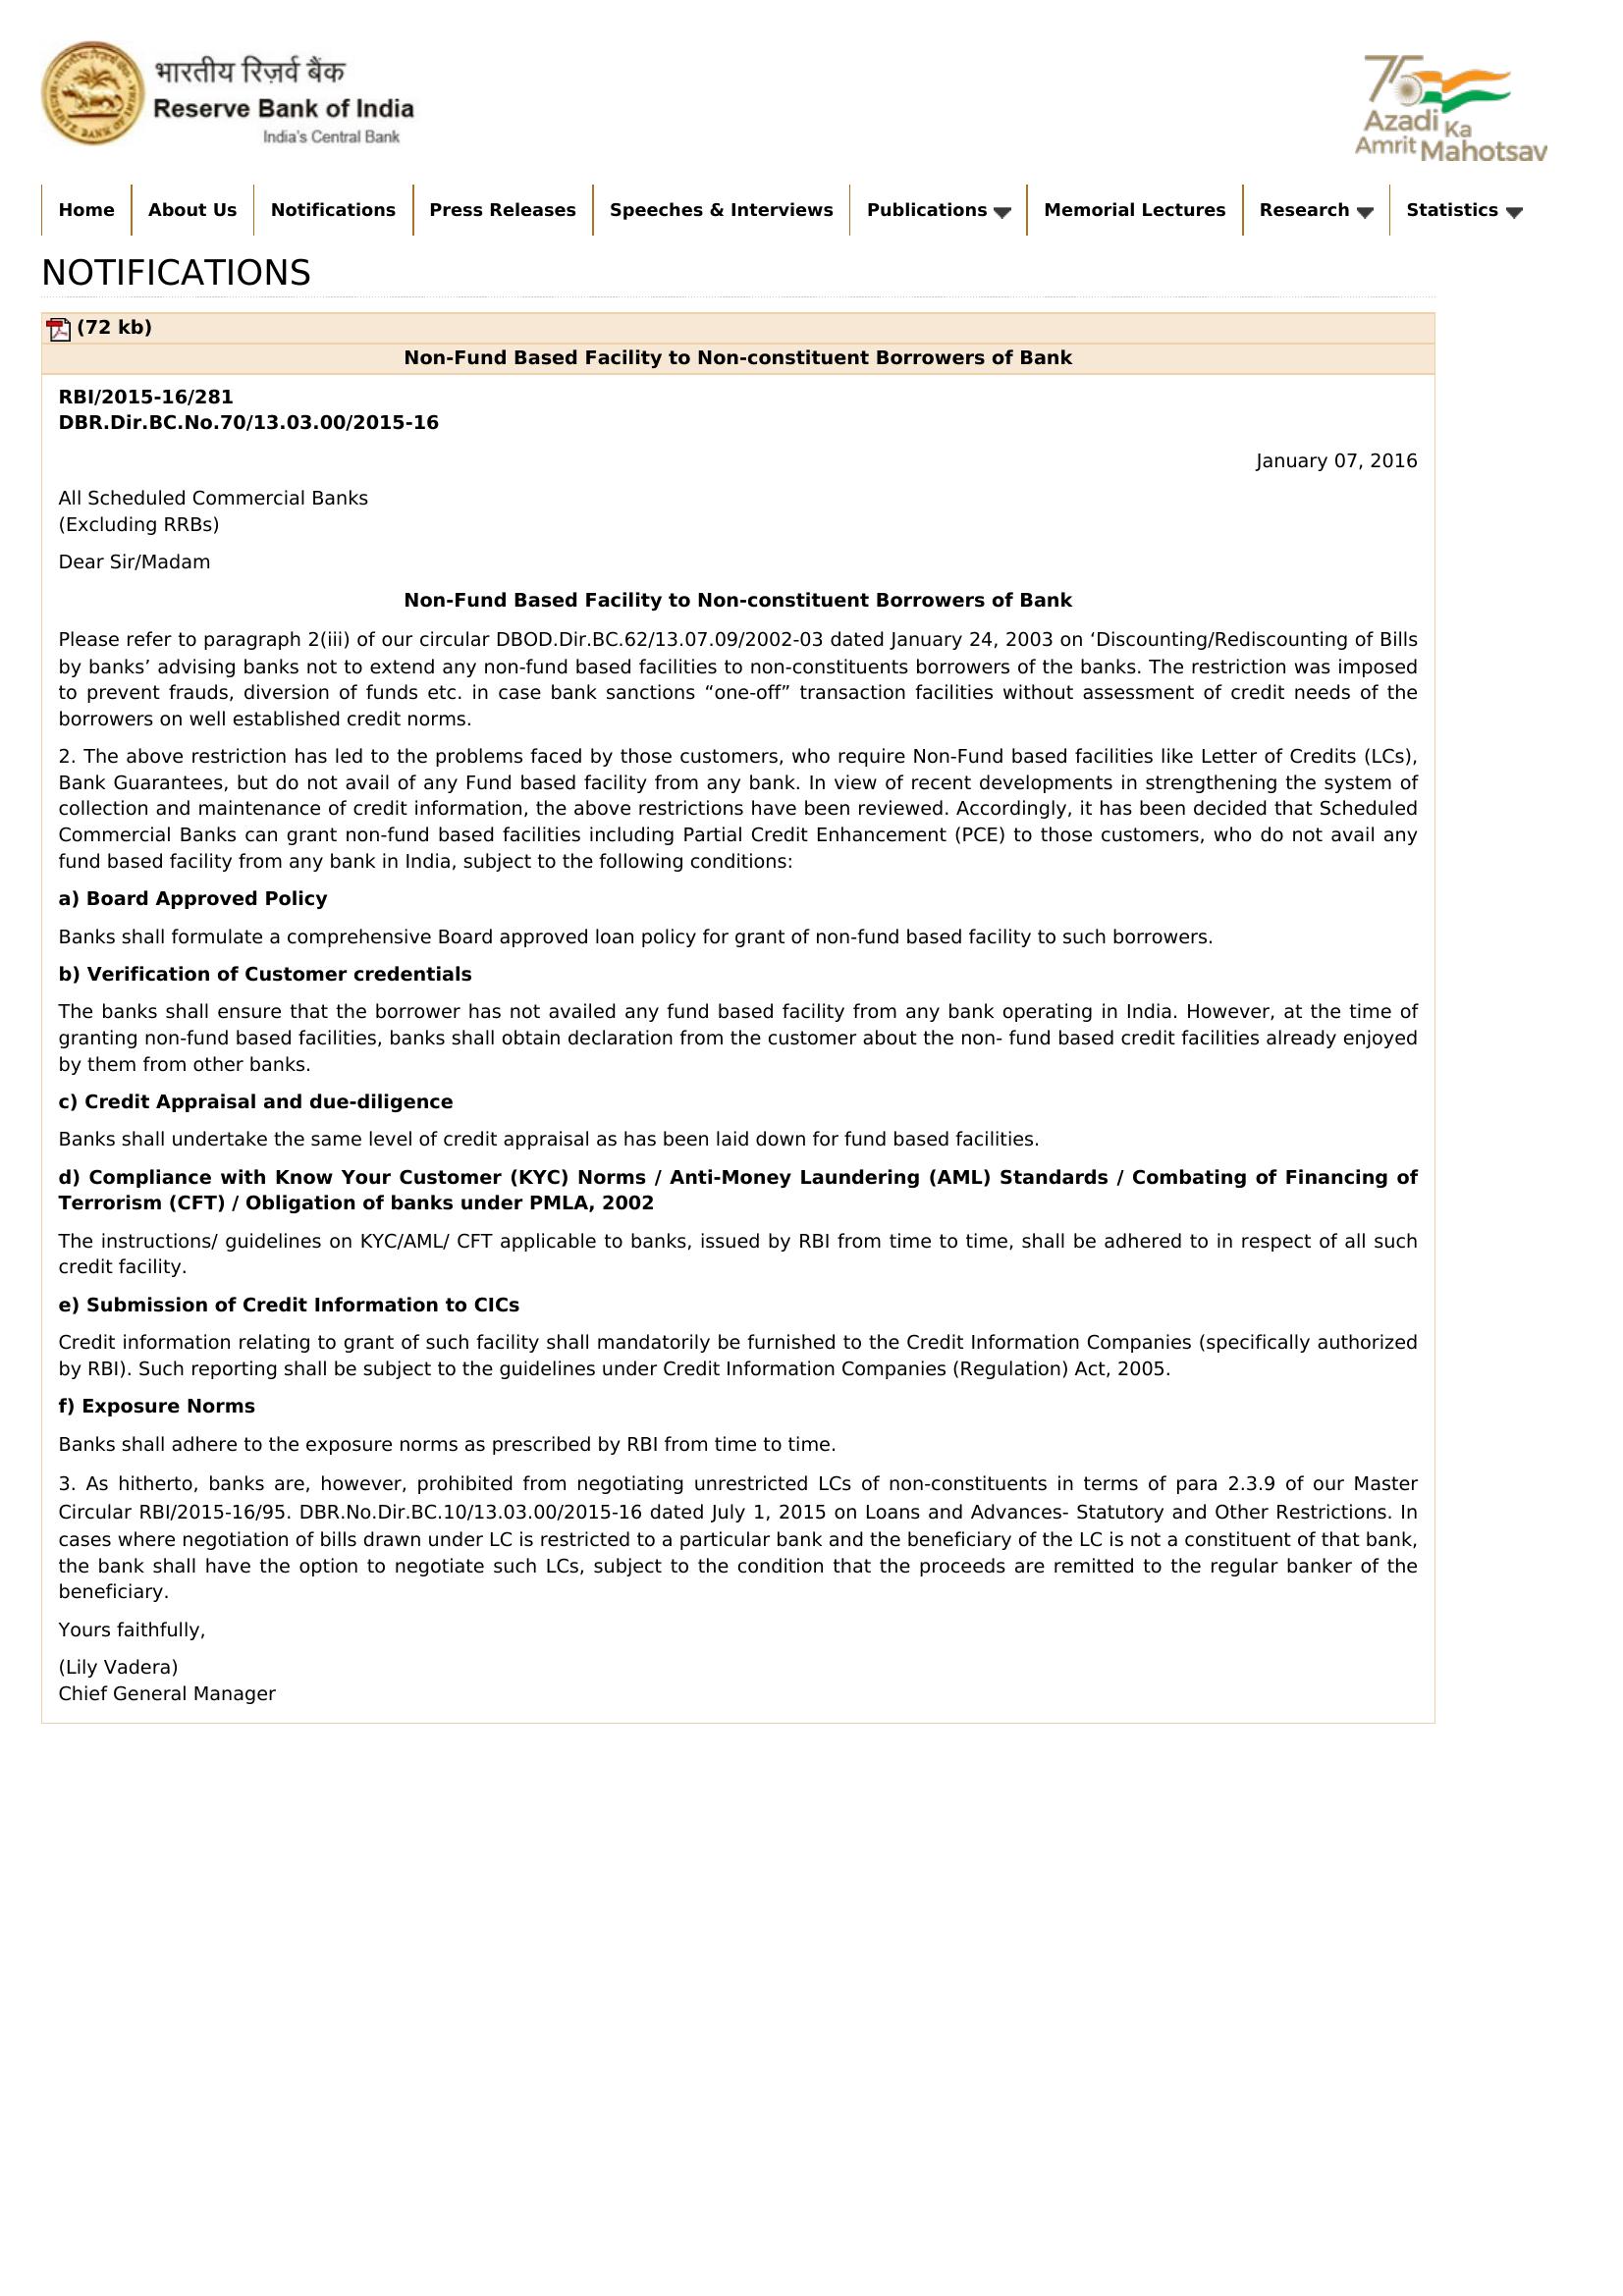 भारतीय रिज़र्व बैंक
Reserve Bank of India
India's Central Bank
75
Azadi Ka
Amrit Mahotsav
Home About Us Notifications Press Releases Speeches & Interviews Publications Memorial Lectures Research Statistics
NOTIFICATIONS
(72 kb)
Non-Fund Based Facility to Non-constituent Borrowers of Bank
RBI/2015-16/281
DBR.Dir.BC.No.70/13.03.00/2015-16
January 07, 2016
All Scheduled Commercial Banks
(Excluding RRBs)
Dear Sir/Madam
Non-Fund Based Facility to Non-constituent Borrowers of Bank
Please refer to paragraph 2(iii) of our circular DBOD.Dir.BC.62/13.07.09/2002-03 dated January 24, 2003 on ‘Discounting/Rediscounting of Bills
by banks’ advising banks not to extend any non-fund based facilities to non-constituents borrowers of the banks. The restriction was imposed
to prevent frauds, diversion of funds etc. in case bank sanctions “one-off” transaction facilities without assessment of credit needs of the
borrowers on well established credit norms.
2. The above restriction has led to the problems faced by those customers, who require Non-Fund based facilities like Letter of Credits (LCs),
Bank Guarantees, but do not avail of any Fund based facility from any bank. In view of recent developments in strengthening the system of
collection and maintenance of credit information, the above restrictions have been reviewed. Accordingly, it has been decided that Scheduled
Commercial Banks can grant non-fund based facilities including Partial Credit Enhancement (PCE) to those customers, who do not avail any
fund based facility from any bank in India, subject to the following conditions:
a) Board Approved Policy
Banks shall formulate a comprehensive Board approved loan policy for grant of non-fund based facility to such borrowers.
b) Verification of Customer credentials
The banks shall ensure that the borrower has not availed any fund based facility from any bank operating in India. However, at the time of
granting non-fund based facilities, banks shall obtain declaration from the customer about the non- fund based credit facilities already enjoyed
by them from other banks.
c) Credit Appraisal and due-diligence
Banks shall undertake the same level of credit appraisal as has been laid down for fund based facilities.
d) Compliance with Know Your Customer (KYC) Norms / Anti-Money Laundering (AML) Standards / Combating of Financing of
Terrorism (CFT) / Obligation of banks under PMLA, 2002
The instructions/ guidelines on KYC/AML/ CFT applicable to banks, issued by RBI from time to time, shall be adhered to in respect of all such
credit facility.
e) Submission of Credit Information to CICs
Credit information relating to grant of such facility shall mandatorily be furnished to the Credit Information Companies (specifically authorized
by RBI). Such reporting shall be subject to the guidelines under Credit Information Companies (Regulation) Act, 2005.
f) Exposure Norms
Banks shall adhere to the exposure norms as prescribed by RBI from time to time.
3. As hitherto, banks are, however, prohibited from negotiating unrestricted LCs of non-constituents in terms of para 2.3.9 of our Master
Circular RBI/2015-16/95. DBR.No.Dir.BC.10/13.03.00/2015-16 dated July 1, 2015 on Loans and Advances- Statutory and Other Restrictions. In
cases where negotiation of bills drawn under LC is restricted to a particular bank and the beneficiary of the LC is not a constituent of that bank,
the bank shall have the option to negotiate such LCs, subject to the condition that the proceeds are remitted to the regular banker of the
beneficiary.
Yours faithfully,
(Lily Vadera)
Chief General Manager